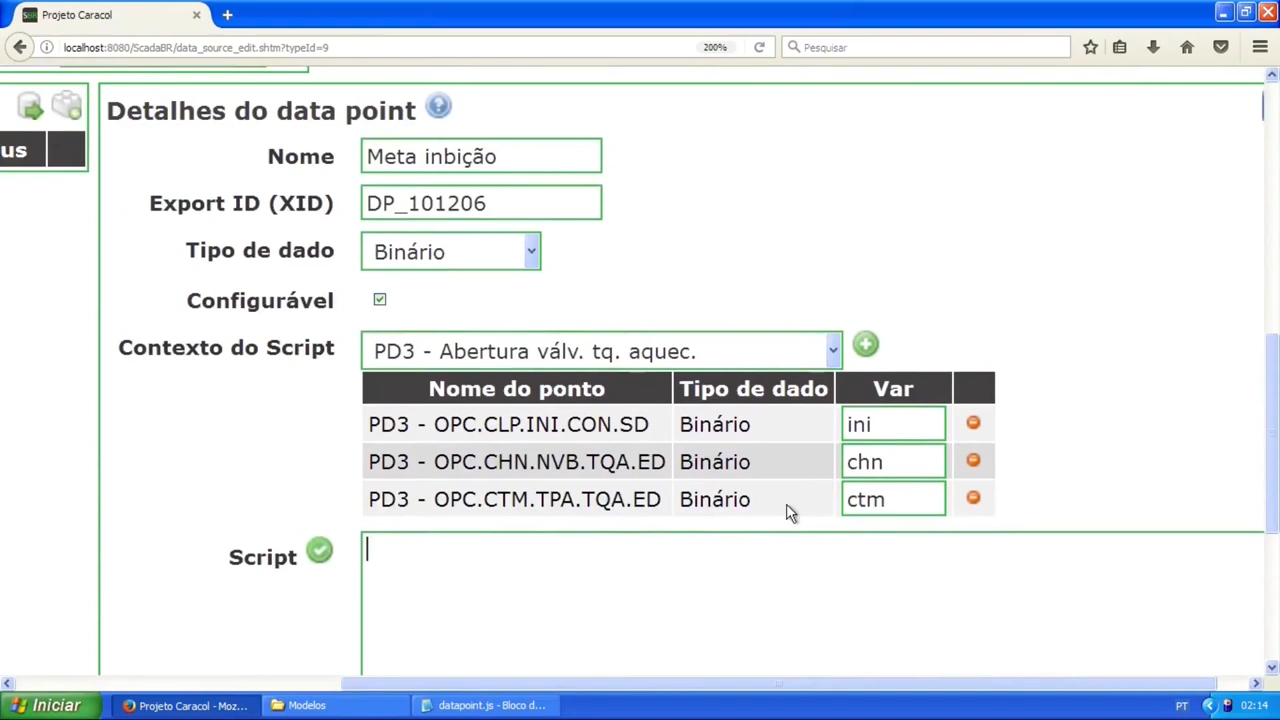 SBR Projeto Caracol
localhost:8080/ScadaBR/data_source_edit.shtm?typeId=9
200%
Pesquisar
Detalhes do data point
us
Nome
Meta inbição
Export ID (XID)
DP_101206
Tipo de dado
Binário
Configurável
Contexto do Script
PD3 - Abertura válv. tq. aquec.
Nome do ponto Tipo de dado Var
PD3 - OPC.CLP.INI.CON.SD Binário ini
PD3 - OPC.CHN.NVB.TQA.ED Binário chn
PD3 - OPC.CTM.TPA.TQA.ED Binário ctm
Script
Iniciar
Projeto Caracol - Moz...
Modelos
datapoint.js - Bloco d...
PT
02:14